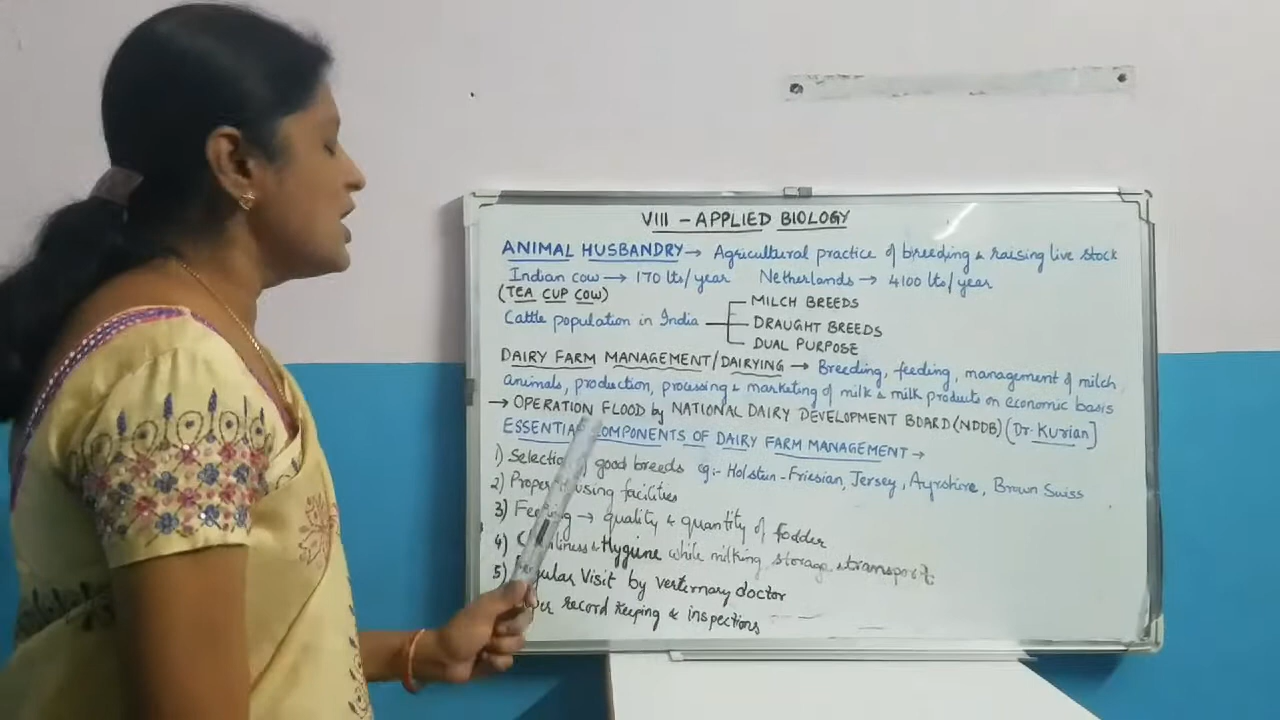 VIII - APPLIED BIOLOGY
ANIMAL HUSBANDRY → Agricultural practice of breeding & raising live stock
Indian cow → 170 lts/year Netherlands → 4100 lts/year
(TEA CUP COW)
MILCH BREEDS
Cattle population in India
DRAUGHT BREEDS
DUAL PURPOSE
DAIRY FARM MANAGEMENT/DAIRYING → Breeding, feeding, management of milch
animals, production, processing & marketing of milk & milk products on economic basis
→ OPERATION FLOOD by NATIONAL DAIRY DEVELOPMENT BOARD (NDDB) (Dr. Kurian]
ESSENTIAL COMPONENTS OF DAIRY FARM MANAGEMENT →
1) Selection of good breeds eg:- Holstein-Friesian, Jersey, Ayrshire, Brown Swiss
2) Proper housing facilities
3) Feeding → quality & quantity of fodder
4) Cleanliness & Hygiene while milking storage & transport
5) Regular Visit by verternary doctor
record keeping & inspections